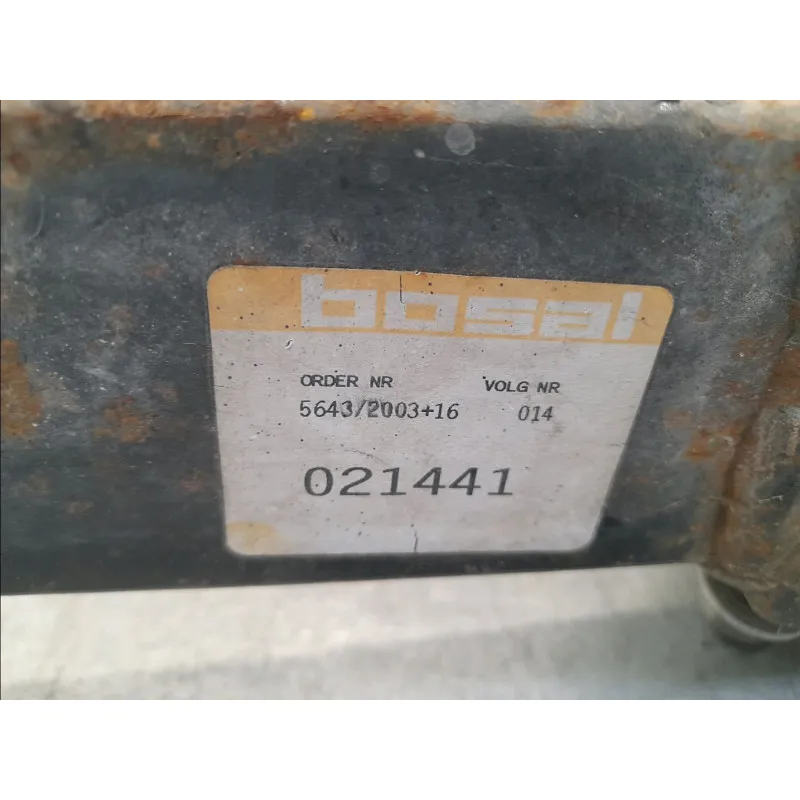 bosal
ORDER NR VOLG NR
5643/2003+16 014
021441